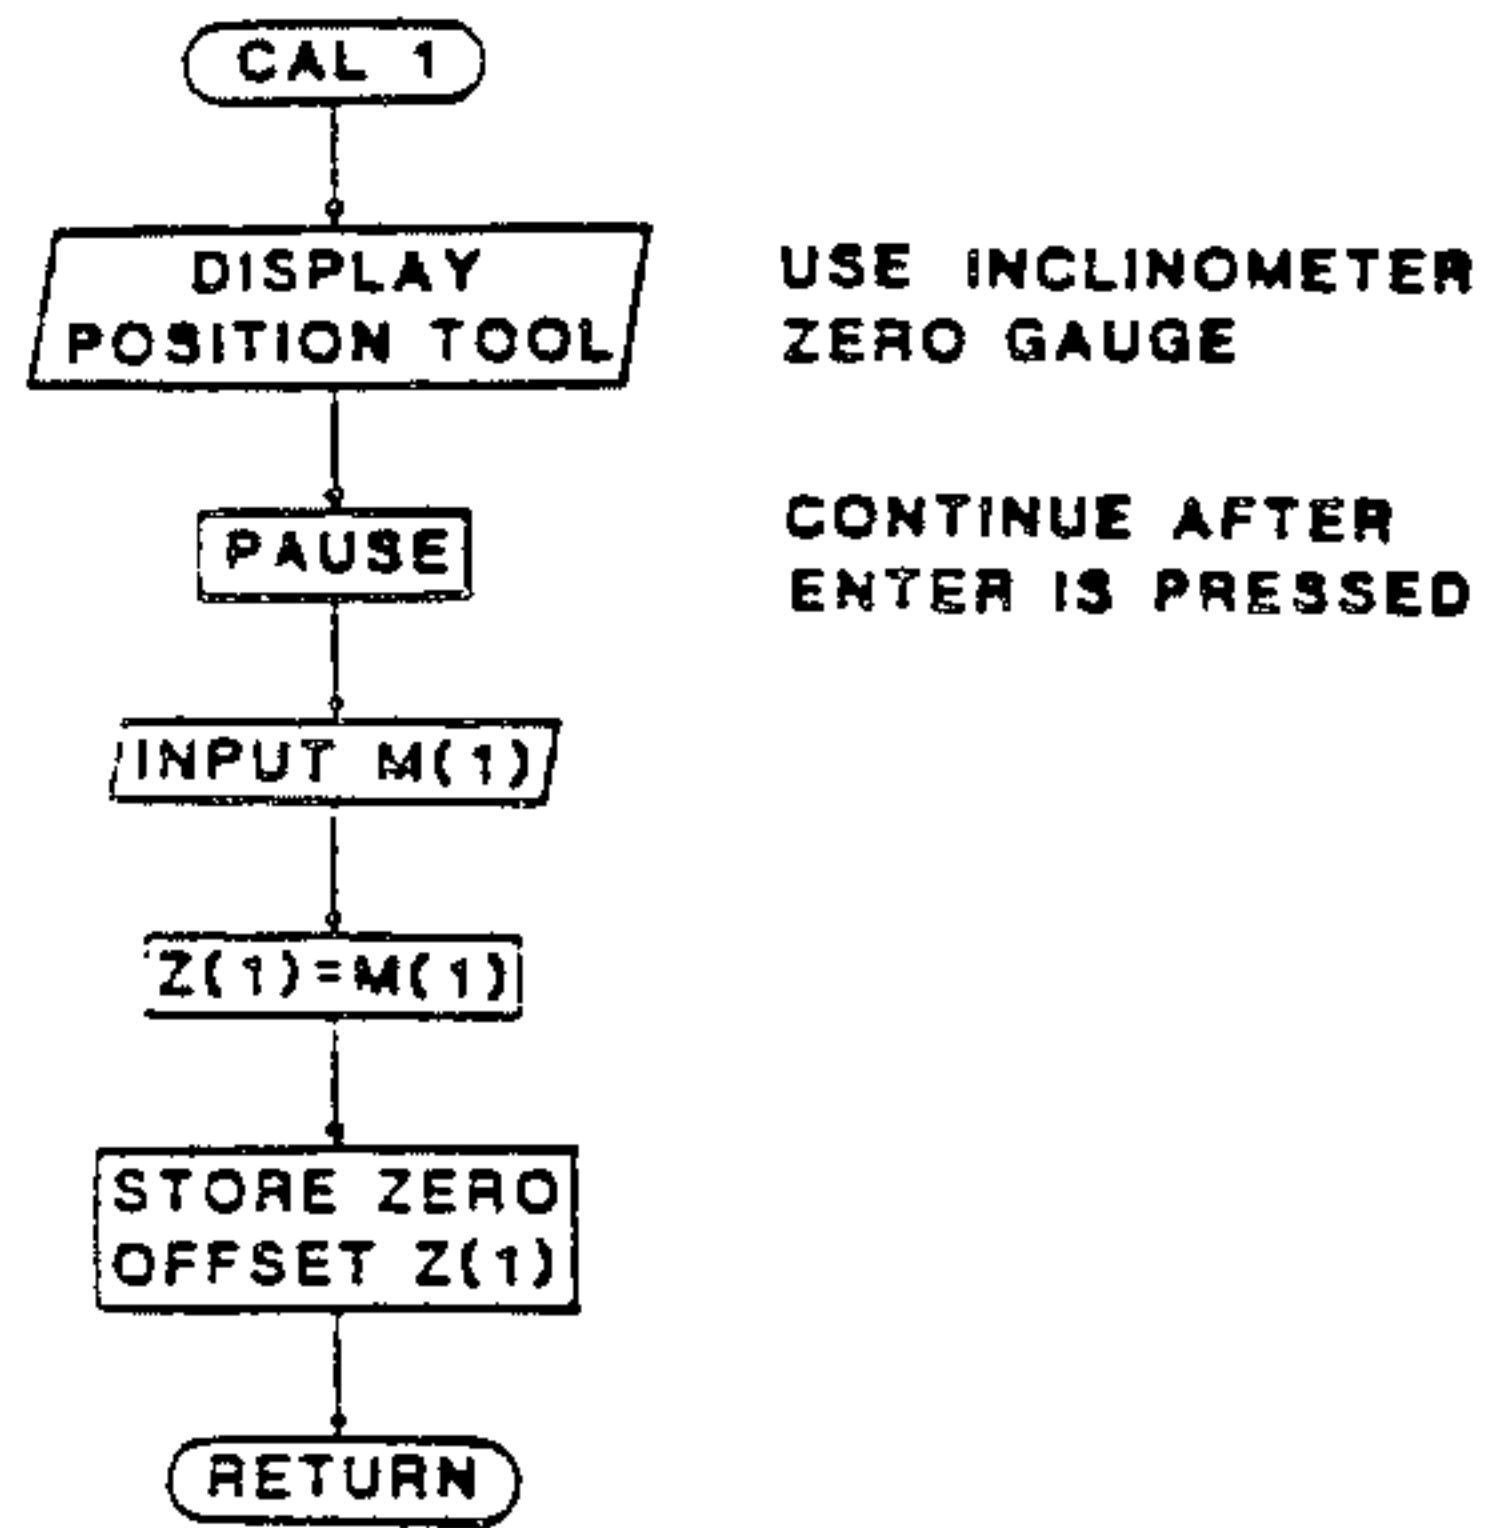 CAL 1
DISPLAY
POSITION TOOL
USE INCLINOMETER
ZERO GAUGE
PAUSE
CONTINUE AFTER
ENTER IS PRESSED
INPUT M(1)
Z(1)=M(1)
STORE ZERO
OFFSET Z(1)
RETURN